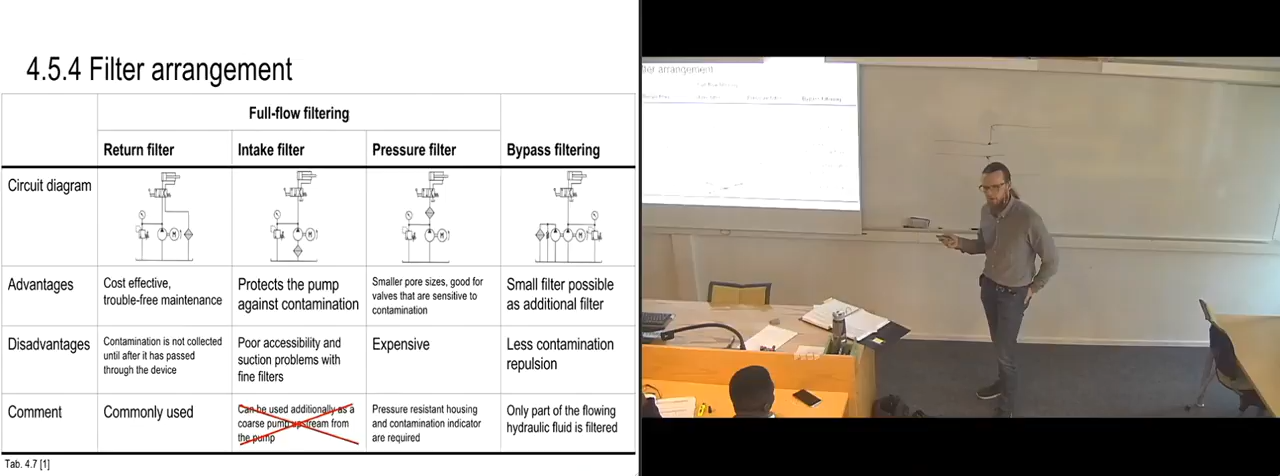 4.5.4 Filter arrangement
Full-flow filtering
Return filter Intake filter Pressure filter Bypass filtering
Circuit diagram
M M M M
Advantages
Cost effective,
trouble-free maintenance
Protects the pump
against contamination
Smaller pore sizes, good for
valves that are sensitive to
contamination
Small filter possible
as additional filter
Disadvantages
Contamination is not collected
until after it has passed
through the device
Poor accessibility and
suction problems with
fine filters
Expensive
Less contamination
repulsion
Comment
Commonly used
Can be used additionally as a
coarse pump upstream from
the pump
Pressure resistant housing
and contamination indicator
are required
Only part of the flowing
hydraulic fluid is filtered
Tab. 4.7 [1]
arrangement
Bypass filtering